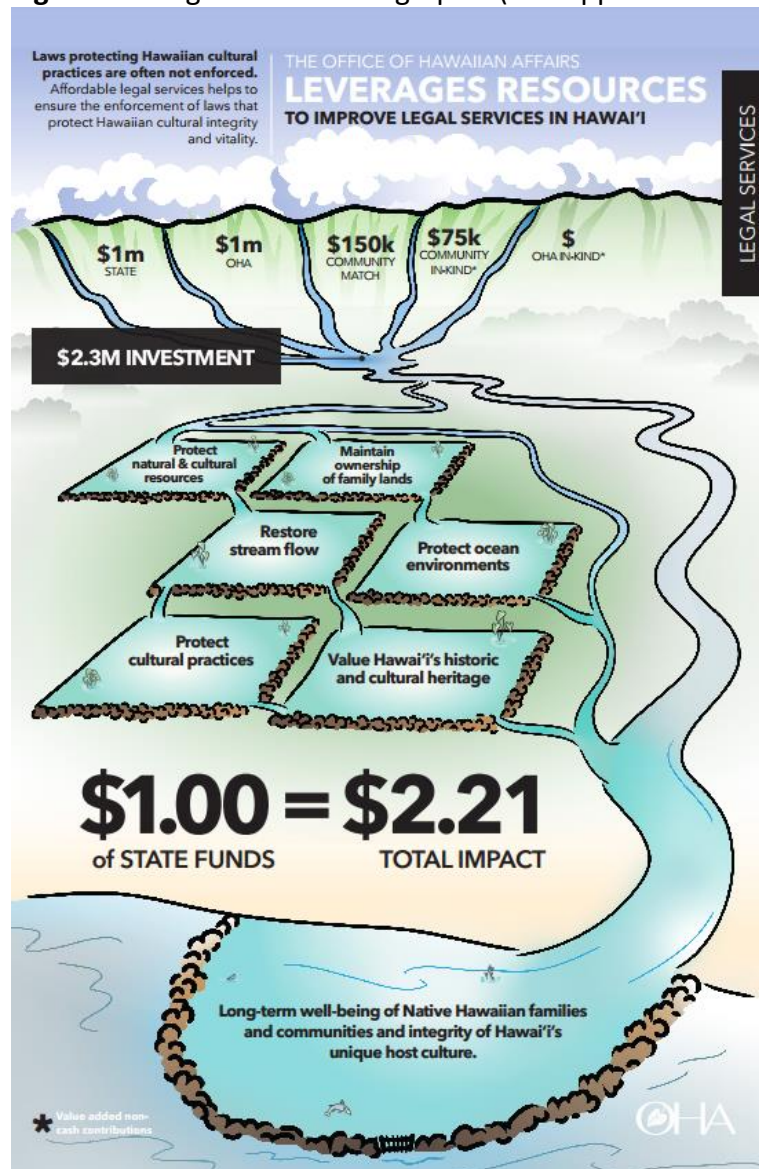 Laws protecting Hawaiian cultural
practices are often not enforced.
Affordable legal services helps to
ensure the enforcement of laws that
protect Hawaiian cultural integrity
and vitality.
THE OFFICE OF HAWAIIAN AFFAIRS
LEVERAGES RESOURCES
TO IMPROVE LEGAL SERVICES IN HAWAI‘I
LEGAL SERVICES
$1m
STATE
$1m
OHA
$150k
COMMUNITY
MATCH
$75k
COMMUNITY
IN-KIND*
$
OHA IN-KIND*
$2.3M INVESTMENT
Protect
natural & cultural
resources
Maintain
ownership
of family lands
Restore
stream flow
Protect ocean
environments
Protect
cultural practices
Value Hawai‘i’s historic
and cultural heritage
$1.00 = $2.21
of STATE FUNDS TOTAL IMPACT
Long-term well-being of Native Hawaiian families
and communities and integrity of Hawai‘i’s
unique host culture.
* Value added non-
cash contributions
OHA